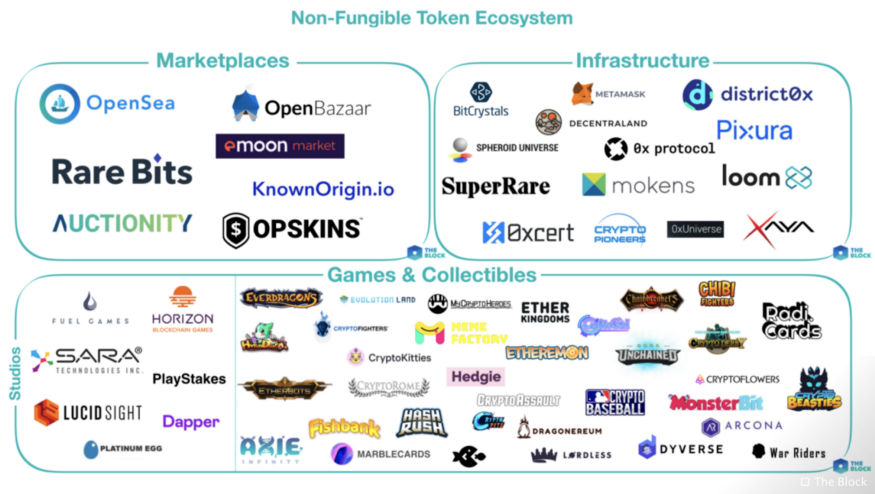 Non-Fungible Token Ecosystem
Marketplaces
Infrastructure
OpenSea
OpenBazaar
emoon market
Rare Bits
KnownOrigin.io
AUCTIONITY
OPSKINS™
THE BLOCK
BitCrystals
METAMASK
district0x
DECENTRALAND
Pixura
SPHEROID UNIVERSE
0x protocol
SuperRare
mokens
loom
0xcert
CRYPTO PIONEERS
0xUniverse
XAYA
THE BLOCK
Games & Collectibles
Studios
FUEL GAMES
HORIZON
BLOCKCHAIN GAMES
SARA®
TECHNOLOGIES INC.
PlayStakes
LUCID SIGHT
Dapper
PLATINUM EGG
EVERDRAGONS
EVOLUTION LAND
MyCryptoHeroes
ETHER
KINGDOMS
CHIBI
FIGHTERS
Radi.
Cards
CRYPTOFIGHTERS
MEME
FACTORY
CryptoKitties
ETHEREMON
GODS
UNCHAINED
ETHERBOTS
CRYPTOROME
Hedgie
CRYPTOFLOWERS
CRYPTOASSAULT
CRYPTO
BASEBALL
MonsterBit
CRYPTO
BEASTIES
Fishbank
HASH
RUSH
DRAGONEREUM
ARCONA
AXIE
INFINITY
MARBLECARDS
LORDLESS
DYVERSE
War Riders
THE BLOCK
The Block